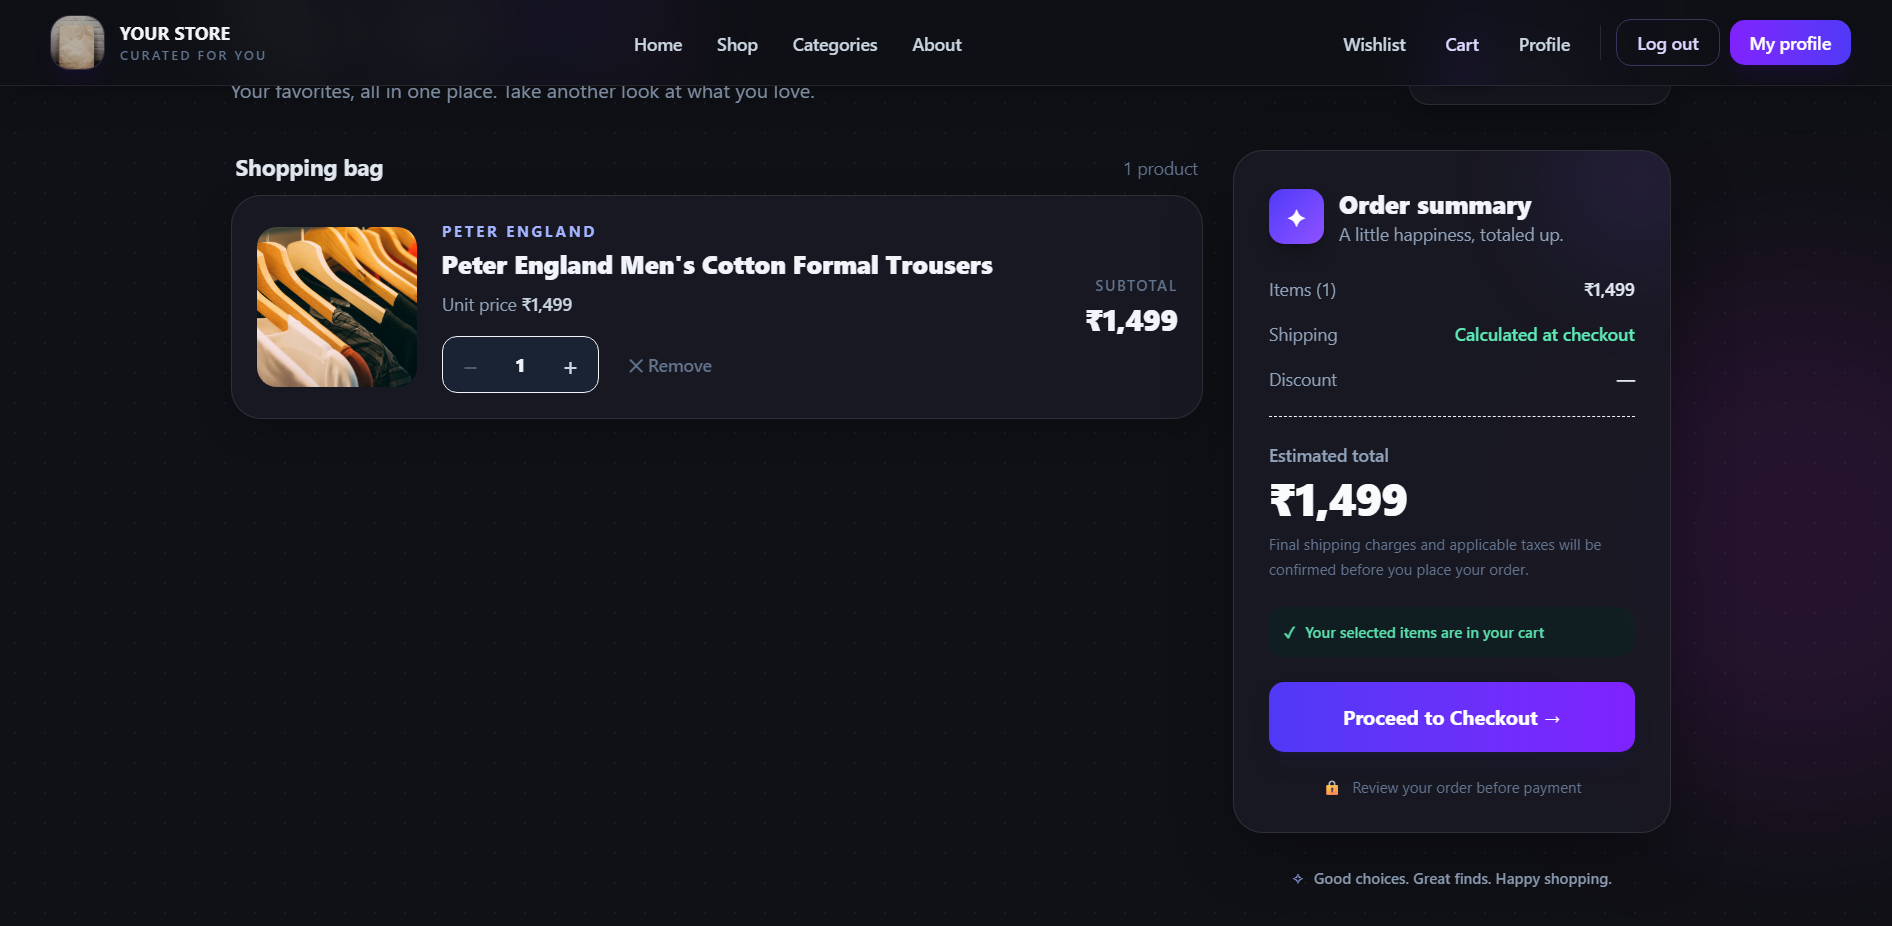 YOUR STORE
CURATED FOR YOU
Home
Shop
Categories
About
Wishlist
Cart
Profile
Log out
My profile
Your favorites, all in one place. Take another look at what you love.
Shopping bag
1 product
PETER ENGLAND
Peter England Men's Cotton Formal Trousers
Unit price ₹1,499
− 1 +
× Remove
SUBTOTAL
₹1,499
Order summary
A little happiness, totaled up.
Items (1) ₹1,499
Shipping Calculated at checkout
Discount —
Estimated total
₹1,499
Final shipping charges and applicable taxes will be
confirmed before you place your order.
✓ Your selected items are in your cart
Proceed to Checkout →
🔒 Review your order before payment
✧ Good choices. Great finds. Happy shopping.